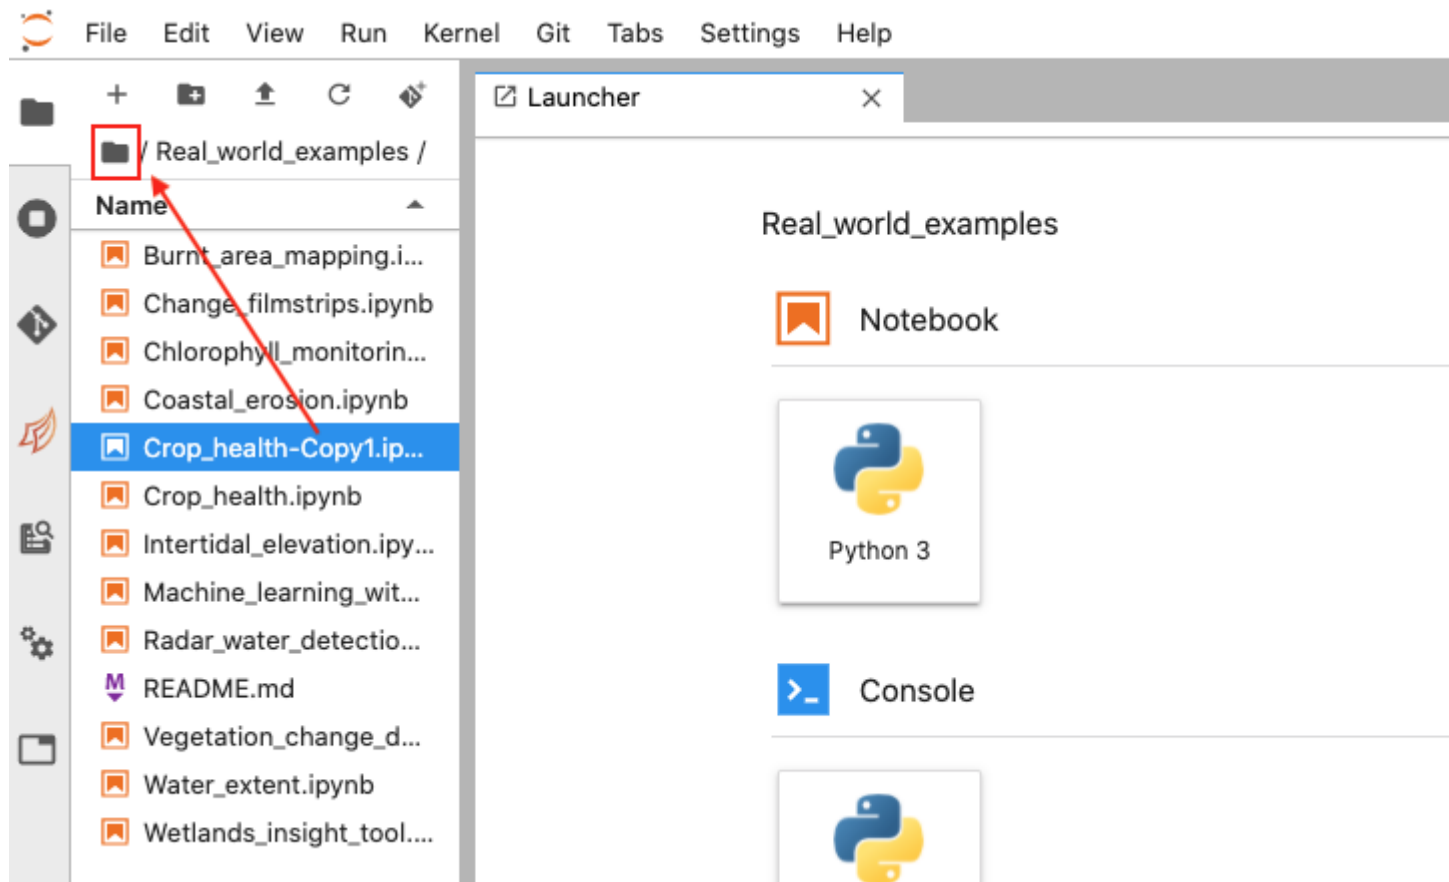 File Edit View Run Kernel Git Tabs Settings Help
Launcher
/ Real_world_examples /
Name
Burnt_area_mapping.i...
Change_filmstrips.ipynb
Chlorophyll_monitorin...
Coastal_erosion.ipynb
Crop_health-Copy1.ip...
Crop_health.ipynb
Intertidal_elevation.ipy...
Machine_learning_wit...
Radar_water_detectio...
M README.md
Vegetation_change_d...
Water_extent.ipynb
Wetlands_insight_tool....
Real_world_examples
Notebook
Python 3
Console